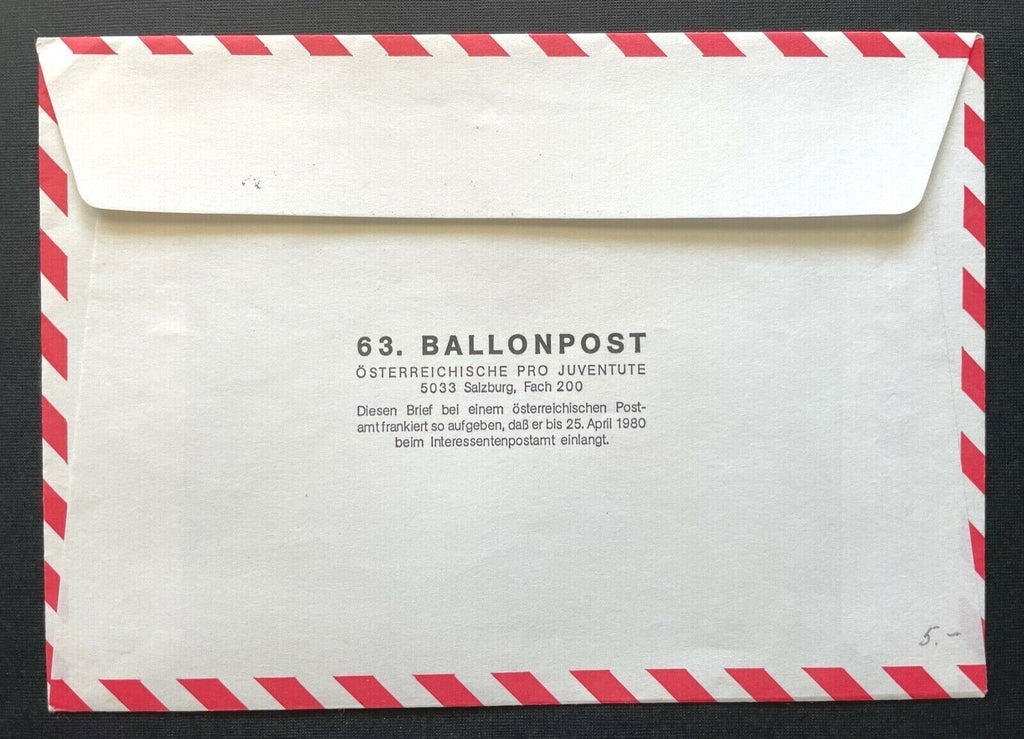 63. BALLONPOST
ÖSTERREICHISCHE PRO JUVENTUTE
5033 Salzburg, Fach 200
Diesen Brief bei einem österreichischen Post-
amt frankiert so aufgeben, daß er bis 25. April 1980
beim Interessentenpostamt einlangt.
5.-